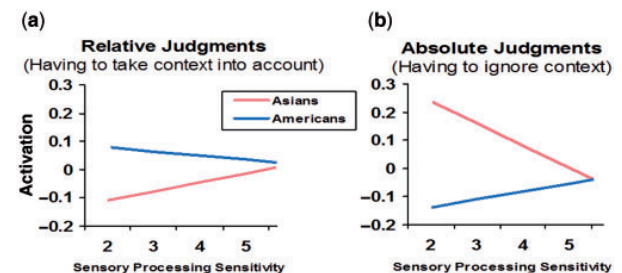 (a)
Relative Judgments
(Having to take context into account)
0.3
0.2
0.1
0
−0.1
−0.2
Activation
Asians
Americans
2 3 4 5
Sensory Processing Sensitivity
(b)
Absolute Judgments
(Having to ignore context)
0.3
0.2
0.1
0
−0.1
−0.2
2 3 4 5
Sensory Processing Sensitivity